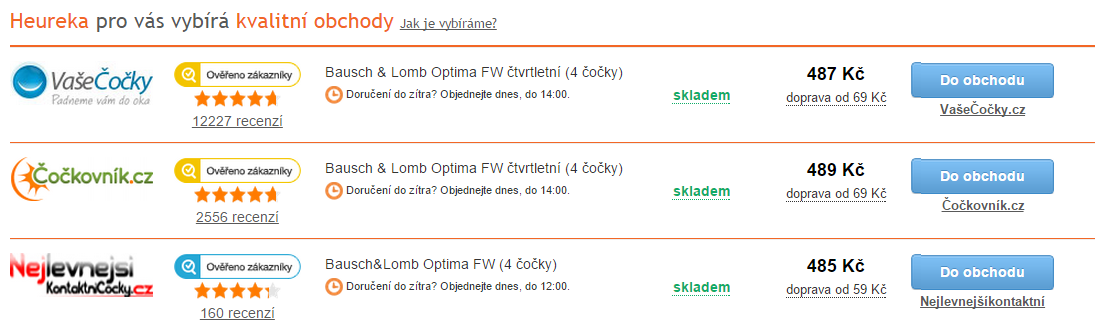 Heureka pro vás vybírá kvalitní obchody Jak je vybíráme?
VašeČočky
Padneme vám do oka
Ověřeno zákazníky
12227 recenzí
Bausch & Lomb Optima FW čtvrtletní (4 čočky)
Doručení do zítra? Objednejte dnes, do 14:00.
skladem
487 Kč
doprava od 69 Kč
Do obchodu
VašeČočky.cz
Čočkovník.cz
Ověřeno zákazníky
2556 recenzí
Bausch & Lomb Optima FW čtvrtletní (4 čočky)
Doručení do zítra? Objednejte dnes, do 14:00.
skladem
489 Kč
doprava od 69 Kč
Do obchodu
Čočkovník.cz
Nejlevnejsi
KontaktniCocky.cz
Ověřeno zákazníky
160 recenzí
Bausch&Lomb Optima FW (4 čočky)
Doručení do zítra? Objednejte dnes, do 12:00.
skladem
485 Kč
doprava od 59 Kč
Do obchodu
Nejlevnejšíkontaktní